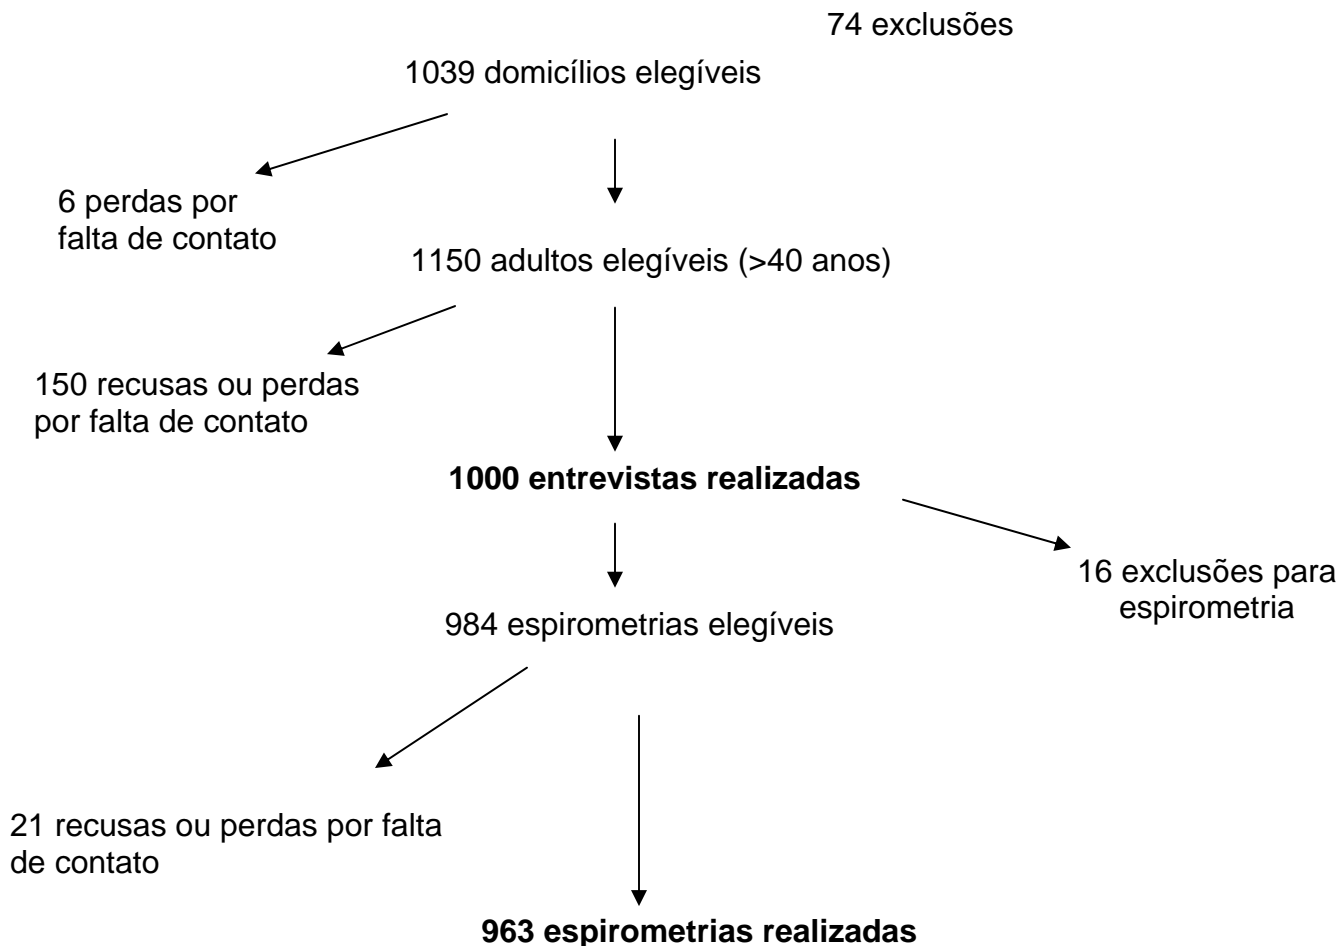 74 exclusões
1039 domicílios elegíveis
6 perdas por
falta de contato
1150 adultos elegíveis (>40 anos)
150 recusas ou perdas
por falta de contato
1000 entrevistas realizadas
16 exclusões para
espirometria
984 espirometrias elegíveis
21 recusas ou perdas por falta
de contato
963 espirometrias realizadas